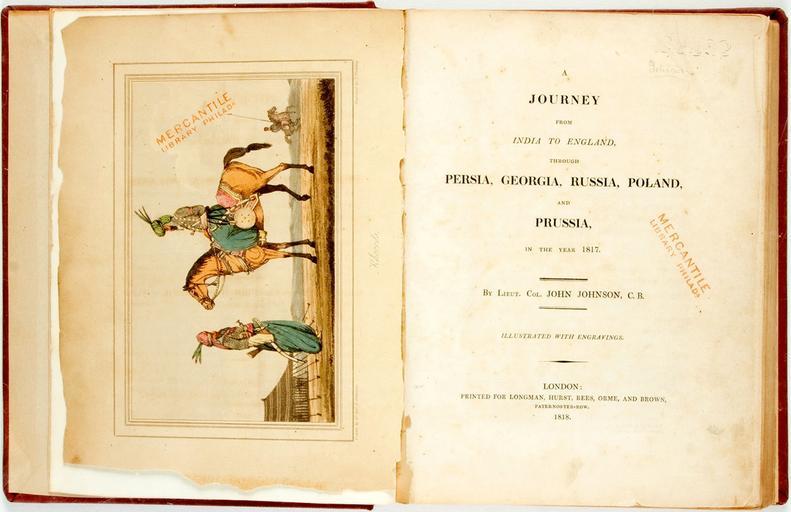 MERCANTILE
LIBRARY PHILADA
A
JOURNEY
FROM
INDIA TO ENGLAND,
THROUGH
PERSIA, GEORGIA, RUSSIA, POLAND,
AND
PRUSSIA,
IN THE YEAR 1817.
BY LIEUT. COL. JOHN JOHNSON, C. B.
ILLUSTRATED WITH ENGRAVINGS.
LONDON:
PRINTED FOR LONGMAN, HURST, REES, ORME, AND BROWN,
PATERNOSTER-ROW.
1818.
MERCANTILE
LIBRARY PHILADA